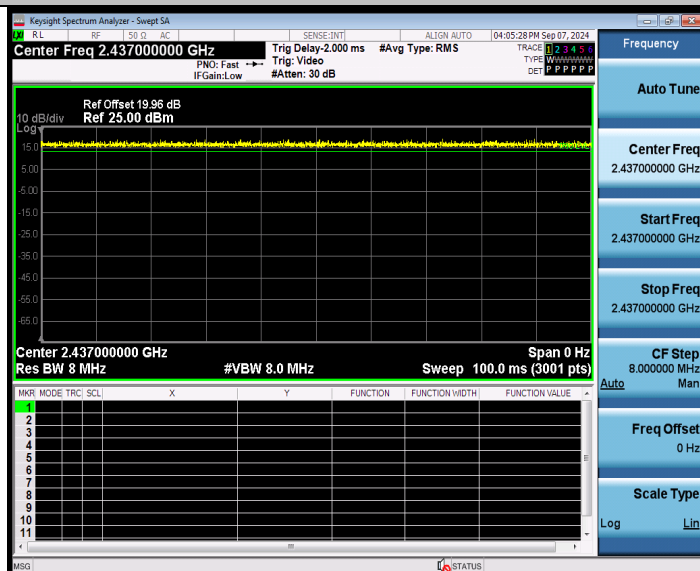 Keysight Spectrum Analyzer - Swept SA
LXI RL RF 50 Ω AC SENSE:INT ALIGN AUTO 04:05:28 PM Sep 07, 2024
Center Freq 2.437000000 GHz
PNO: Fast
IFGain:Low
Trig Delay-2.000 ms
Trig: Video
#Atten: 30 dB
#Avg Type: RMS
TRACE 1 2 3 4 5 6
TYPE WWWWWW
DET P P P P P P
Ref Offset 19.96 dB
10 dB/div Ref 25.00 dBm
Log
15.0
5.00
-5.00
-15.0
-25.0
-35.0
-45.0
-55.0
-65.0
Center 2.437000000 GHz Span 0 Hz
Res BW 8 MHz #VBW 8.0 MHz Sweep 100.0 ms (3001 pts)
MKR MODE TRC SCL X Y FUNCTION FUNCTION WIDTH FUNCTION VALUE
1
2
3
4
5
6
7
8
9
10
11
MSG STATUS
Frequency
Auto Tune
Center Freq
2.437000000 GHz
Start Freq
2.437000000 GHz
Stop Freq
2.437000000 GHz
CF Step
8.000000 MHz
Auto Man
Freq Offset
0 Hz
Scale Type
Log Lin